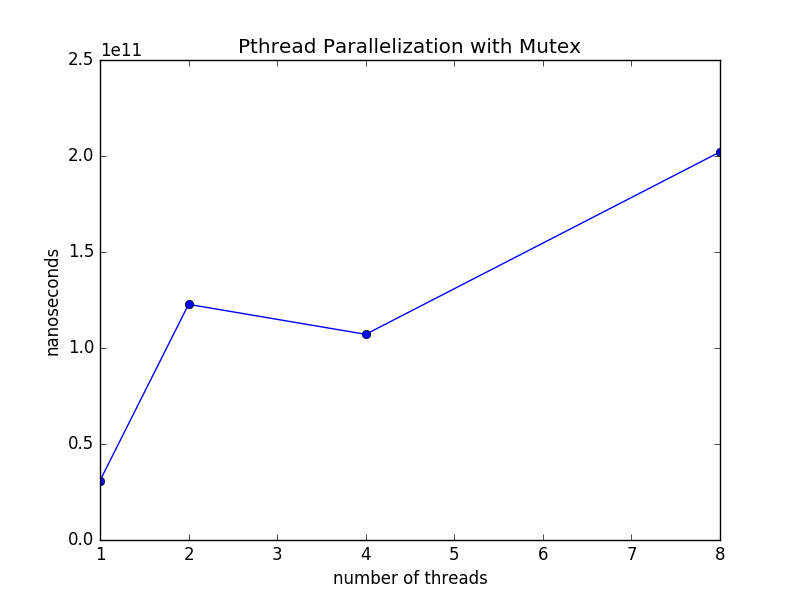 Pthread Parallelization with Mutex
1e11
2.5
2.0
1.5
1.0
0.5
0.0
nanoseconds
1 2 3 4 5 6 7 8
number of threads